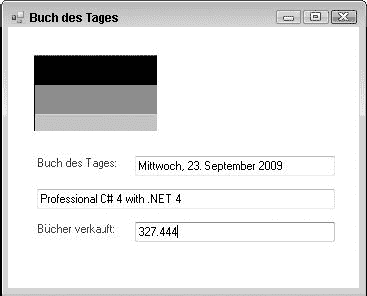 Buch des Tages
Buch des Tages: Mittwoch, 23. September 2009
Professional C# 4 with .NET 4
Bücher verkauft: 327.444